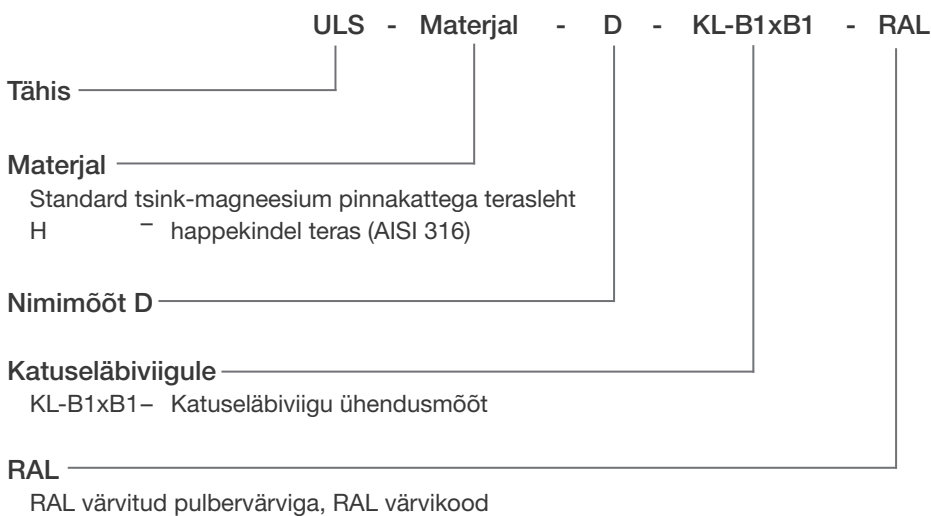 ULS - Materjal - D - KL-B1xB1 - RAL
Tähis
Materjal
Standard tsink-magneesium pinnakattega terasleht
H – happekindel teras (AISI 316)
Nimimõõt D
Katuseläbiviigule
KL-B1xB1– Katuseläbiviigu ühendusmõõt
RAL
RAL värvitud pulbervärviga, RAL värvikood